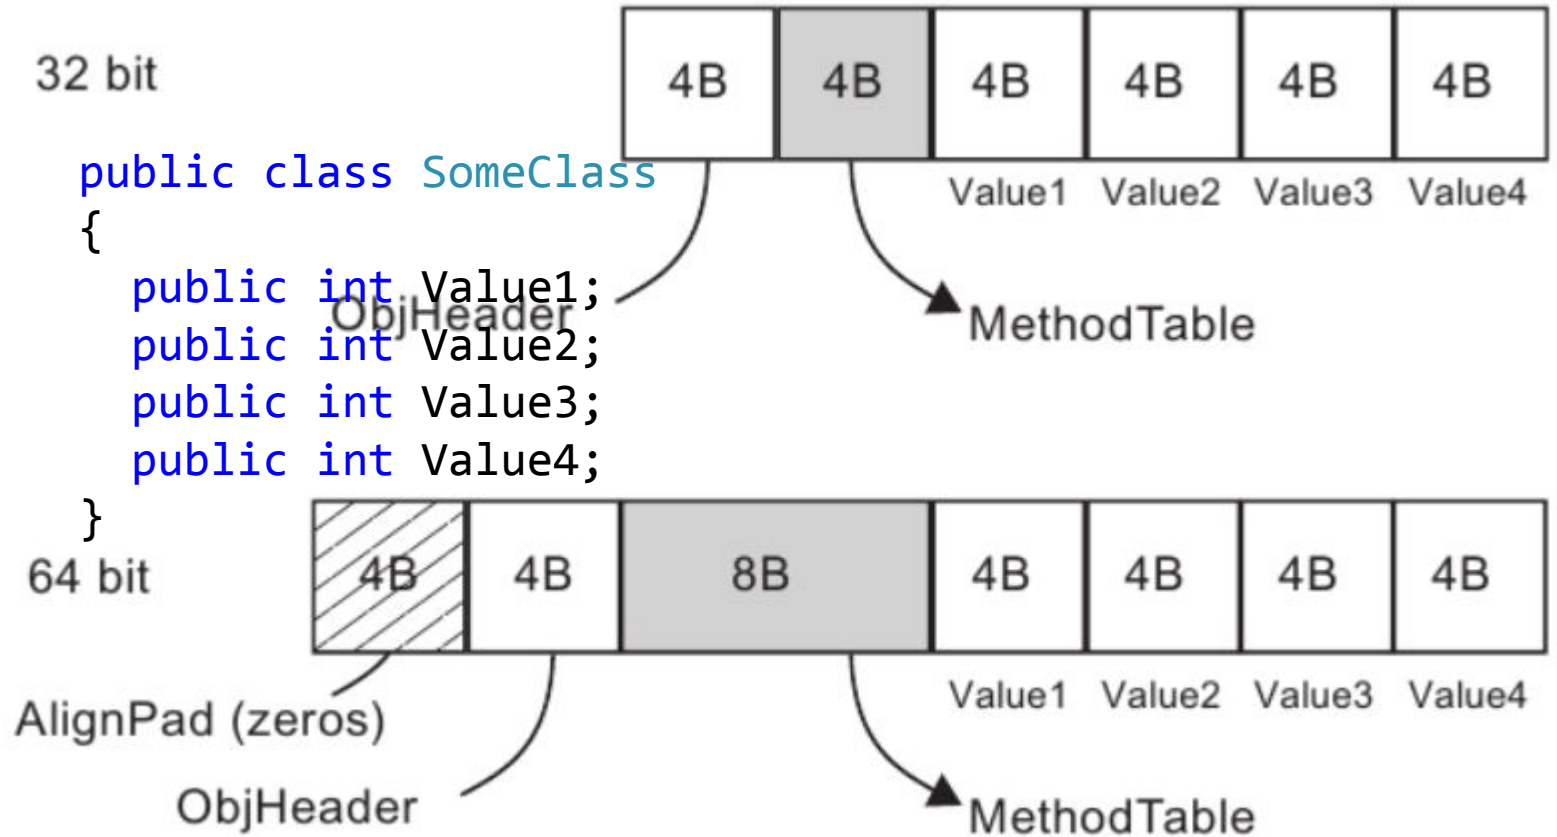 32 bit
4B 4B 4B 4B 4B 4B
Value1 Value2 Value3 Value4
public class SomeClass
{
public int Value1;
ObjHeader
MethodTable
public int Value2;
public int Value3;
public int Value4;
}
64 bit
4B 4B 8B 4B 4B 4B 4B
Value1 Value2 Value3 Value4
AlignPad (zeros)
ObjHeader
MethodTable